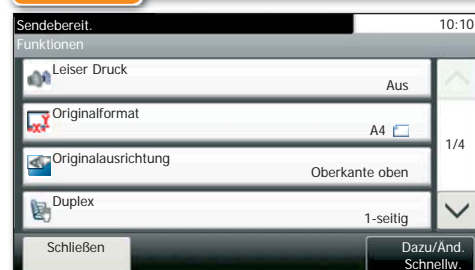 Sendebereit.
10:10
Funktionen
Leiser Druck
Aus
Originalformat
A4
1/4
Originalausrichtung
Oberkante oben
Duplex
1-seitig
Schließen
Dazu/Änd.
Schnellw.